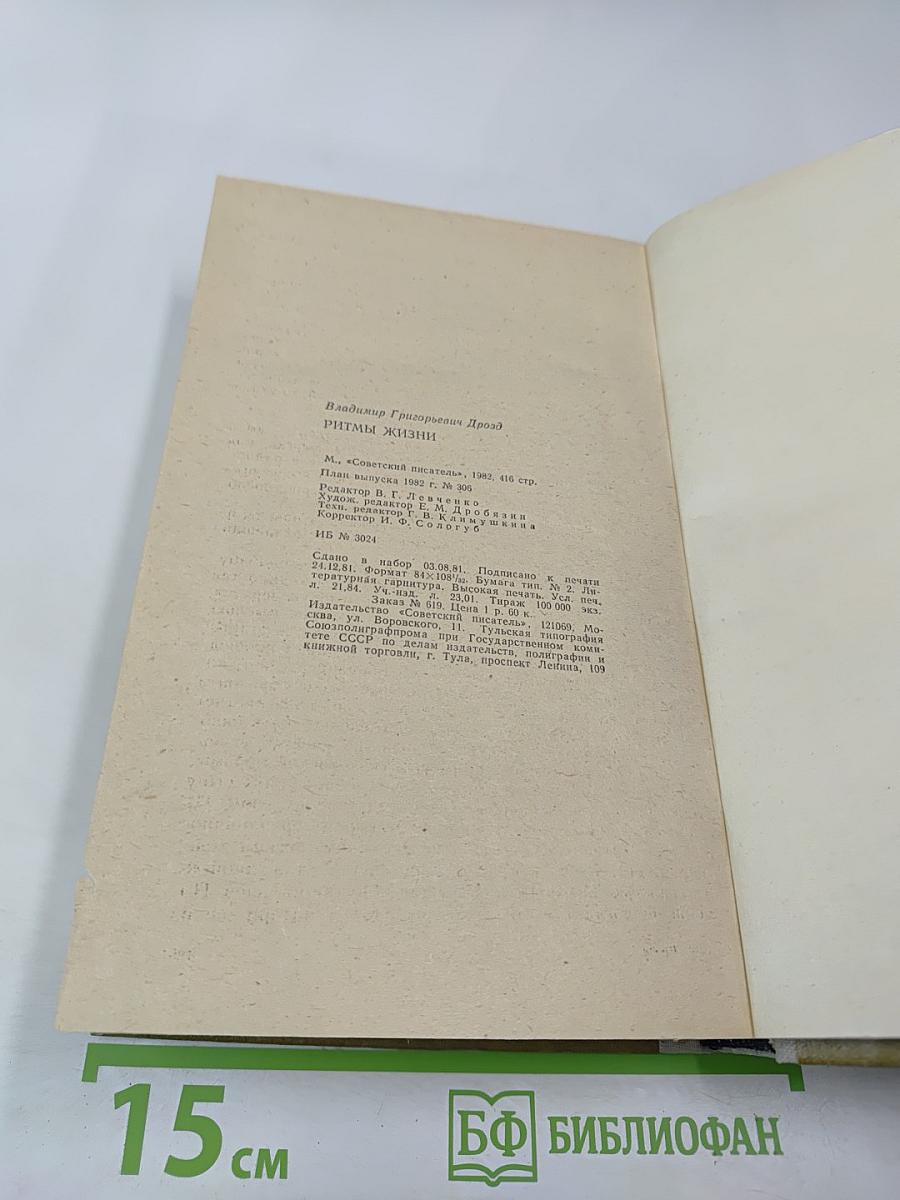 Владимир Григорьевич Дрозд
РИТМЫ ЖИЗНИ
М., «Советский писатель», 1982, 416 стр.
План выпуска 1982 г. № 306
Редактор В. Г. Левченко
Худож. редактор Е. М. Дробязин
Техн. редактор Г. В. Климушкина
Корректор И. Ф. Сологуб
ИБ № 3024
Сдано в набор 03.08.81. Подписано к печати
24.12.81. Формат 84×108¹/₃₂. Бумага тип. № 2. Ли-
тературная гарнитура. Высокая печать. Усл. печ.
л. 21,84. Уч.-изд. л. 23,01. Тираж 100 000 экз.
Заказ № 619. Цена 1 р. 60 к.
Издательство «Советский писатель», 121069, Мо-
сква, ул. Воровского, 11. Тульская типография
Союзполиграфпрома при Государственном коми-
тете СССР по делам издательств, полиграфии и
книжной торговли, г. Тула, проспект Ленина, 109
15 см
БФ БИБЛИОФАН